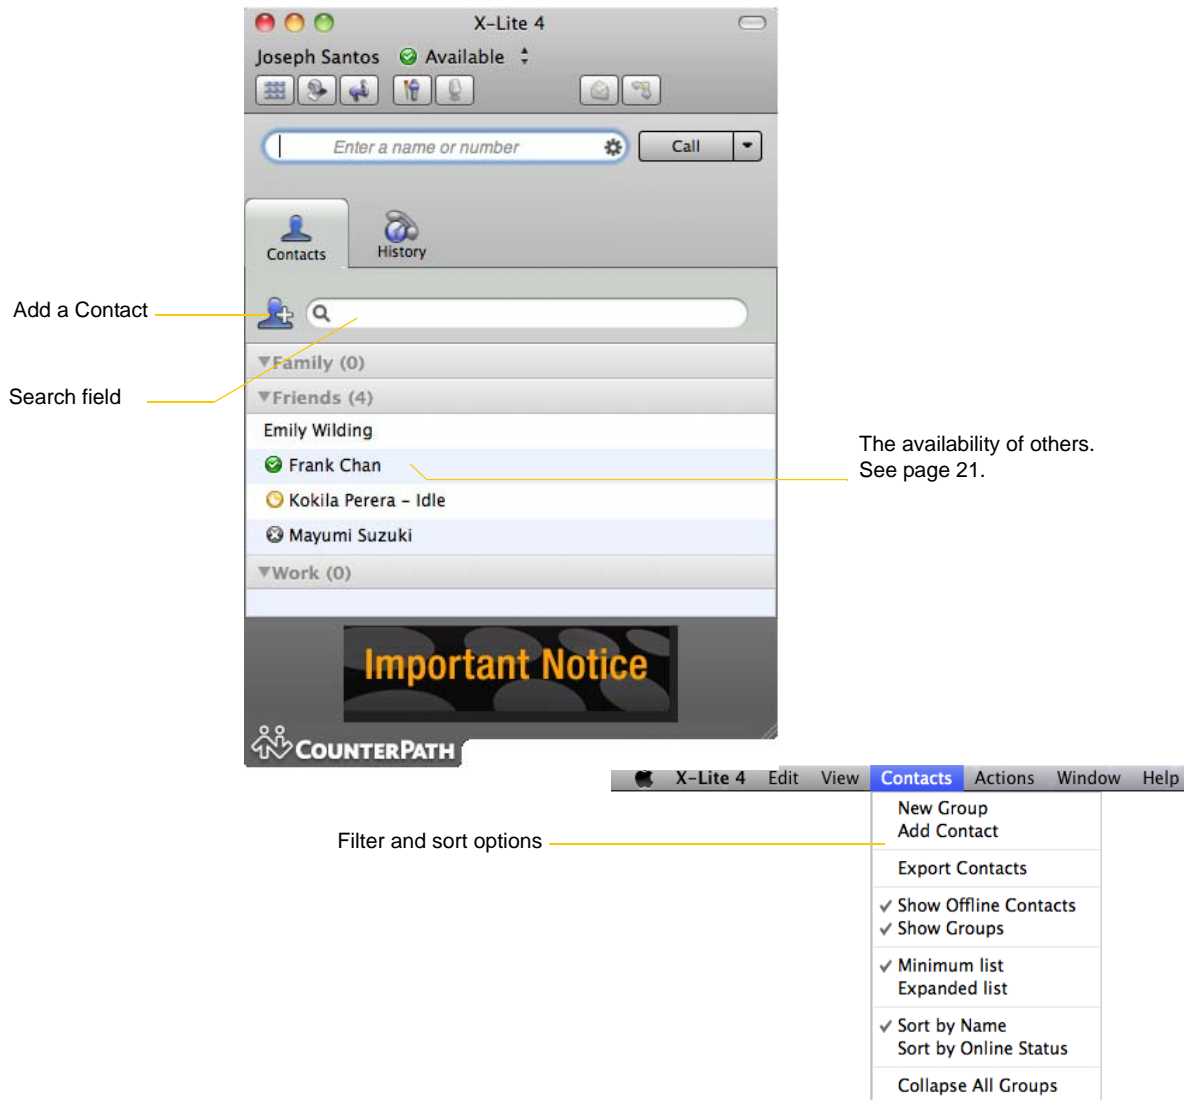 X-Lite 4
Joseph Santos Available
Enter a name or number
Call
Contacts
History
Add a Contact
▼Family (0)
Search field
▼Friends (4)
Emily Wilding
Frank Chan
The availability of others.
See page 21.
Kokila Perera – Idle
Mayumi Suzuki
▼Work (0)
Important Notice
COUNTERPATH
X-Lite 4 Edit View Contacts Actions Window Help
New Group
Add Contact
Filter and sort options
Export Contacts
✓ Show Offline Contacts
✓ Show Groups
✓ Minimum list
Expanded list
✓ Sort by Name
Sort by Online Status
Collapse All Groups